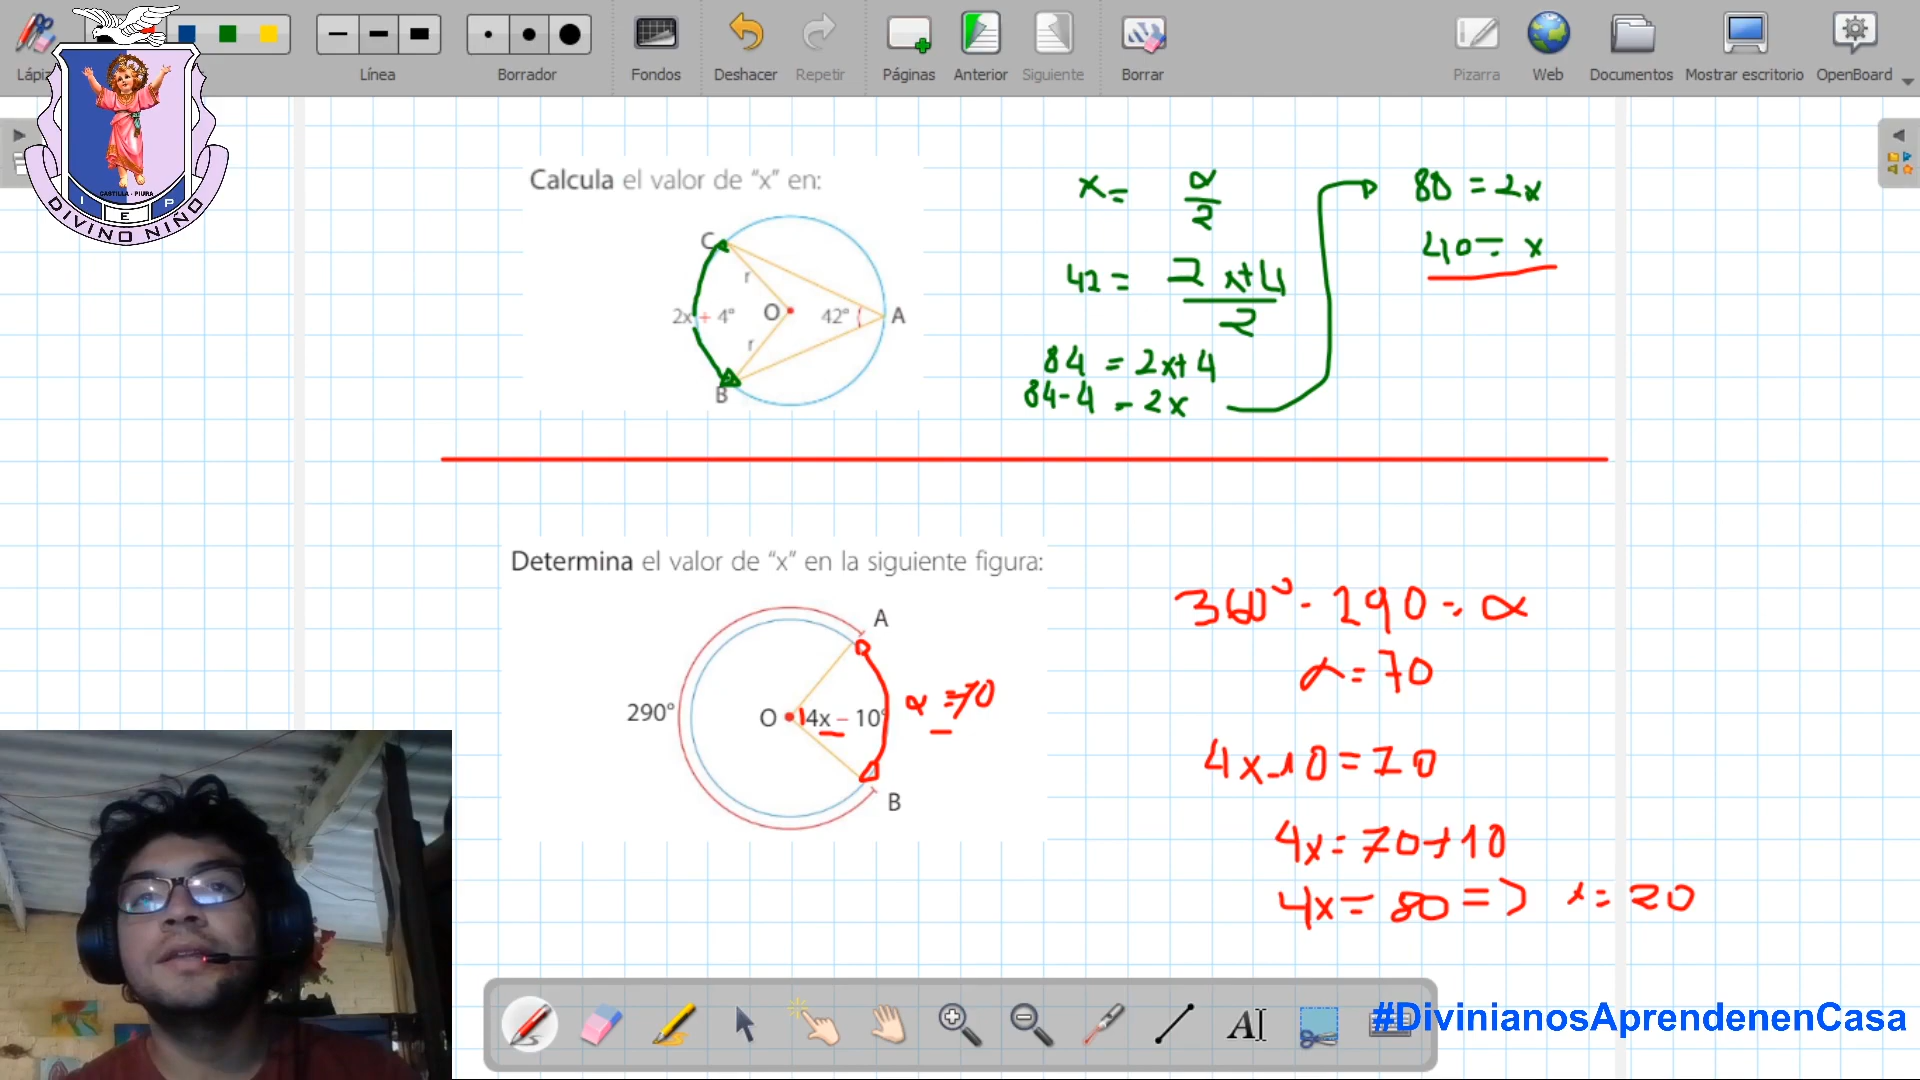 Lápiz
Línea
Borrador
Fondos
Deshacer
Repetir
Páginas
Anterior
Siguiente
Borrar
Pizarra
Web
Documentos
Mostrar escritorio
OpenBoard
CASTILLA - PIURA
I E P
DIVINO NIÑO
Calcula el valor de “x” en:
C
r
2x + 4°
O
42°
A
r
B
x = α/2
42 = 2x+4/2
84 = 2x+4
84-4 = 2x
80 = 2x
40 = x
Determina el valor de “x” en la siguiente figura:
A
290°
O
4x – 10°
α = 70
B
360° - 290 = α
α = 70
4x-10 = 70
4x = 70+10
4x = 80 => x = 20
#DivinianosAprendenenCasa